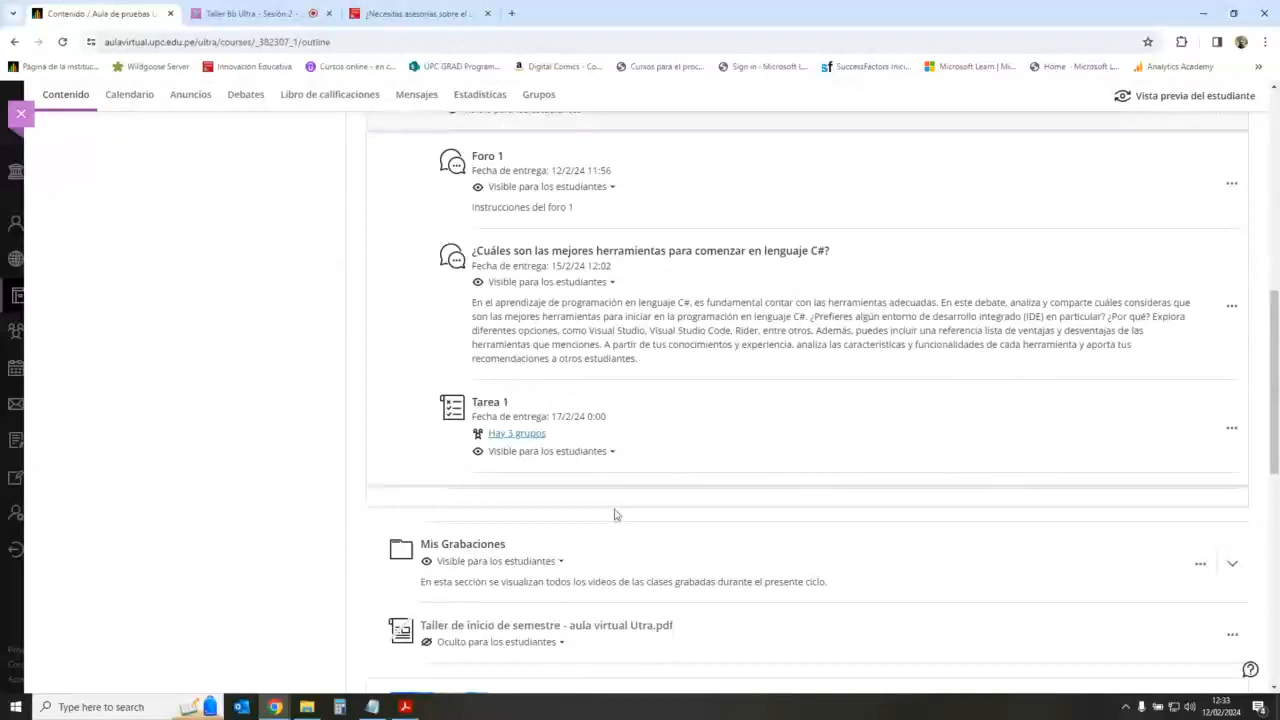 Contenido / Aula de pruebas U
Taller Bb Ultra - Sesión 2 -
¿Necesitas asesorías sobre el
aulavirtual.upc.edu.pe/ultra/courses/_382307_1/outline
Página de la instituc...
Wildgoose Server
Innovación Educativa
Cursos online - en c...
UPC GRAD Program...
Digital Comics - Co...
Cursos para el proc...
Sign in - Microsoft L...
SuccessFactors Inici...
Microsoft Learn | Mi...
Home - Microsoft L...
Analytics Academy
Contenido
Calendario
Anuncios
Debates
Libro de calificaciones
Mensajes
Estadísticas
Grupos
Vista previa del estudiante
Foro 1
Fecha de entrega: 12/2/24 11:56
Visible para los estudiantes
Instrucciones del foro 1
¿Cuáles son las mejores herramientas para comenzar en lenguaje C#?
Fecha de entrega: 15/2/24 12:02
Visible para los estudiantes
En el aprendizaje de programación en lenguaje C#, es fundamental contar con las herramientas adecuadas. En este debate, analiza y comparte cuáles consideras que
son las mejores herramientas para iniciar en la programación en lenguaje C#. ¿Prefieres algún entorno de desarrollo integrado (IDE) en particular? ¿Por qué? Explora
diferentes opciones, como Visual Studio, Visual Studio Code, Rider, entre otros. Además, puedes incluir una referencia lista de ventajas y desventajas de las
herramientas que menciones. A partir de tus conocimientos y experiencia, analiza las características y funcionalidades de cada herramienta y aporta tus
recomendaciones a otros estudiantes.
Tarea 1
Fecha de entrega: 17/2/24 0:00
Hay 3 grupos
Visible para los estudiantes
Mis Grabaciones
Visible para los estudiantes
En esta sección se visualizan todos los videos de las clases grabadas durante el presente ciclo.
Taller de inicio de semestre - aula virtual Utra.pdf
Oculto para los estudiantes
Type here to search
12:33
12/02/2024